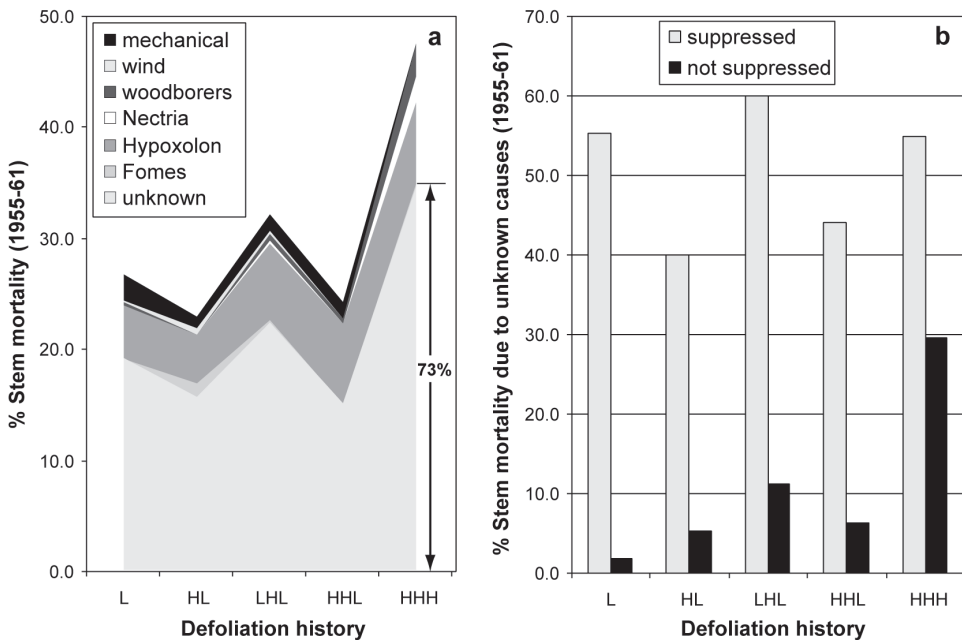 a
% Stem mortality (1955-61)
50.0
40.0
30.0
20.0
10.0
0.0
mechanical
wind
woodborers
Nectria
Hypoxolon
Fomes
unknown
73%
L HL LHL HHL HHH
Defoliation history
b
% Stem mortality due to unknown causes (1955-61)
70.0
60.0
50.0
40.0
30.0
20.0
10.0
0.0
suppressed
not suppressed
L HL LHL HHL HHH
Defoliation history